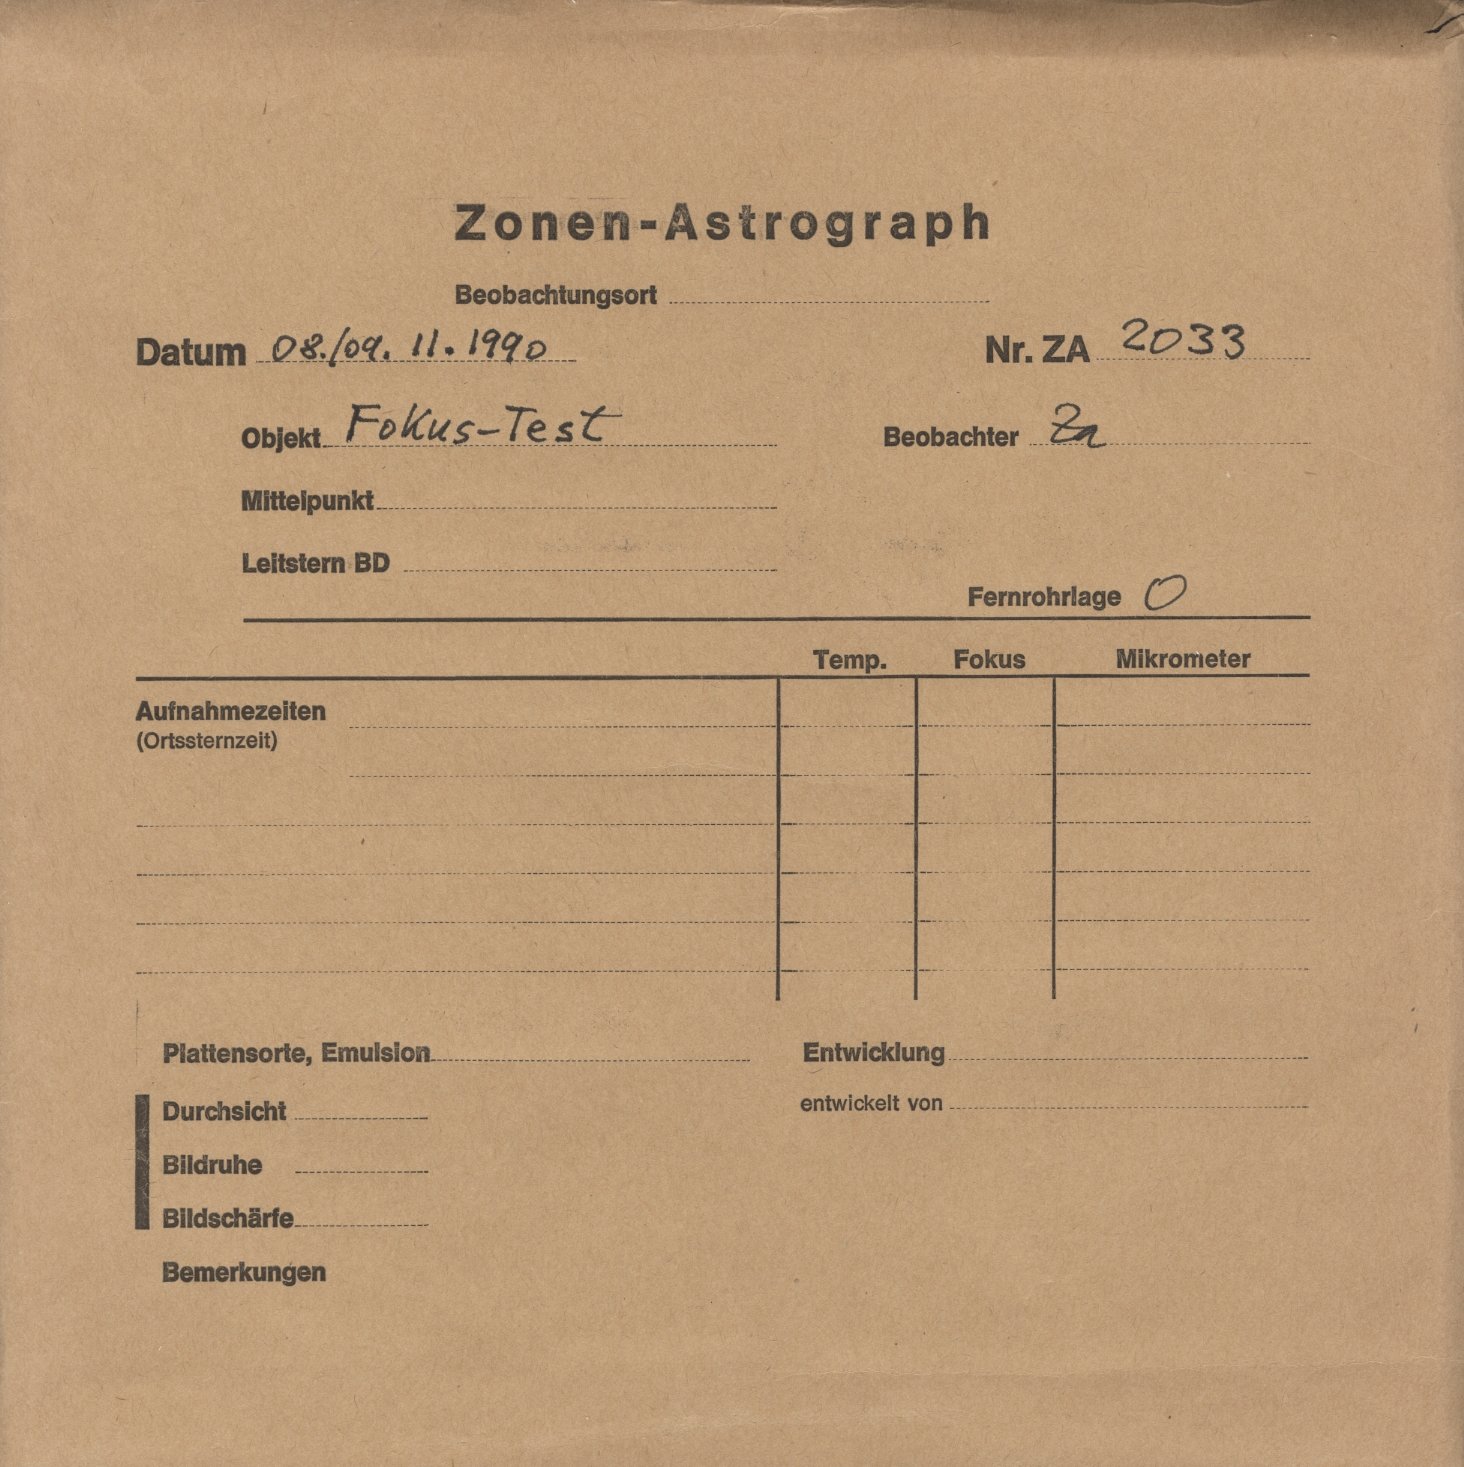 Zonen-Astrograph
Beobachtungsort
Datum 08./09. 11. 1990 Nr. ZA 2033
Objekt Fokus-Test Beobachter Za
Mittelpunkt
Leitstern BD
Fernrohrlage O
Temp. Fokus Mikrometer
Aufnahmezeiten
(Ortssternzeit)
Plattensorte, Emulsion Entwicklung
Durchsicht entwickelt von
Bildruhe
Bildschärfe
Bemerkungen